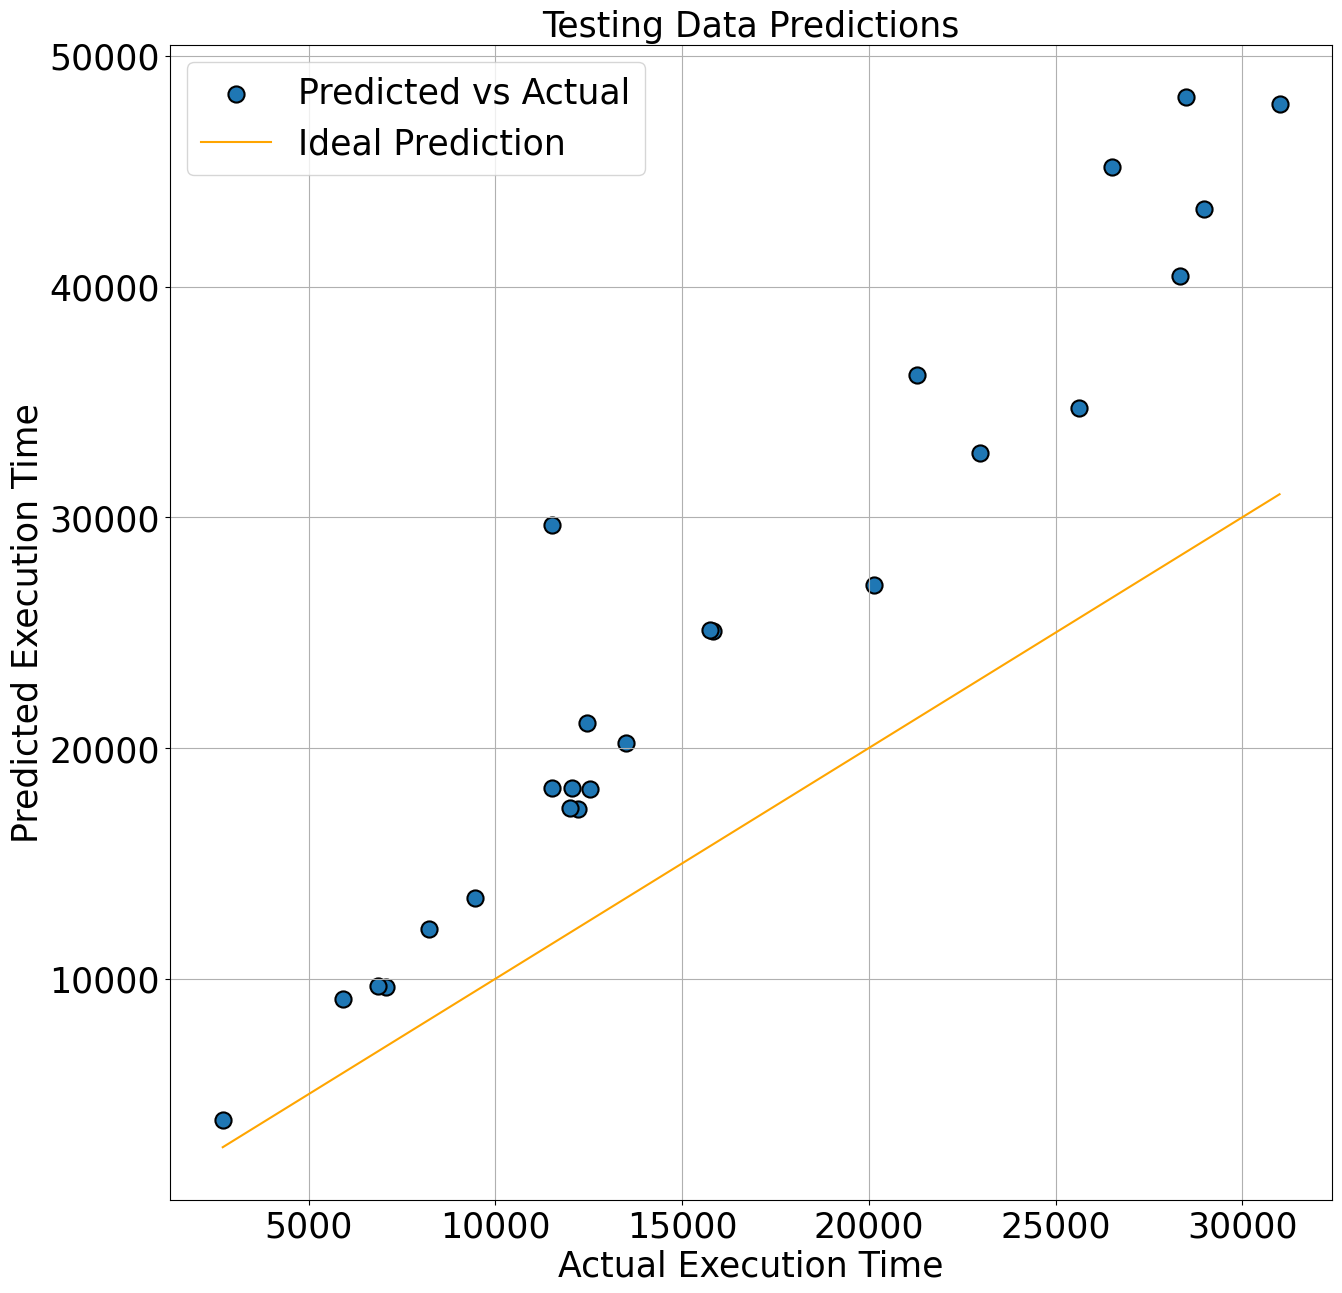 Testing Data Predictions
Predicted vs Actual
Ideal Prediction
Predicted Execution Time
50000
40000
30000
20000
10000
5000 10000 15000 20000 25000 30000
Actual Execution Time